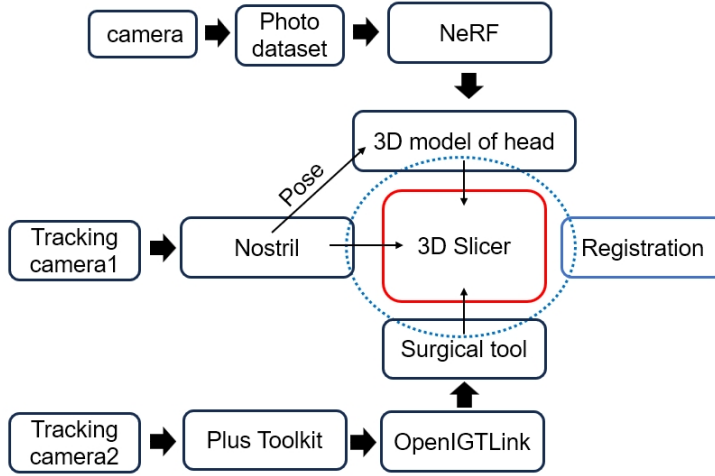 camera
Photo
dataset
NeRF
3D model of head
Pose
Tracking
camera1
Nostril
3D Slicer
Registration
Surgical tool
Tracking
camera2
Plus Toolkit
OpenIGTLink